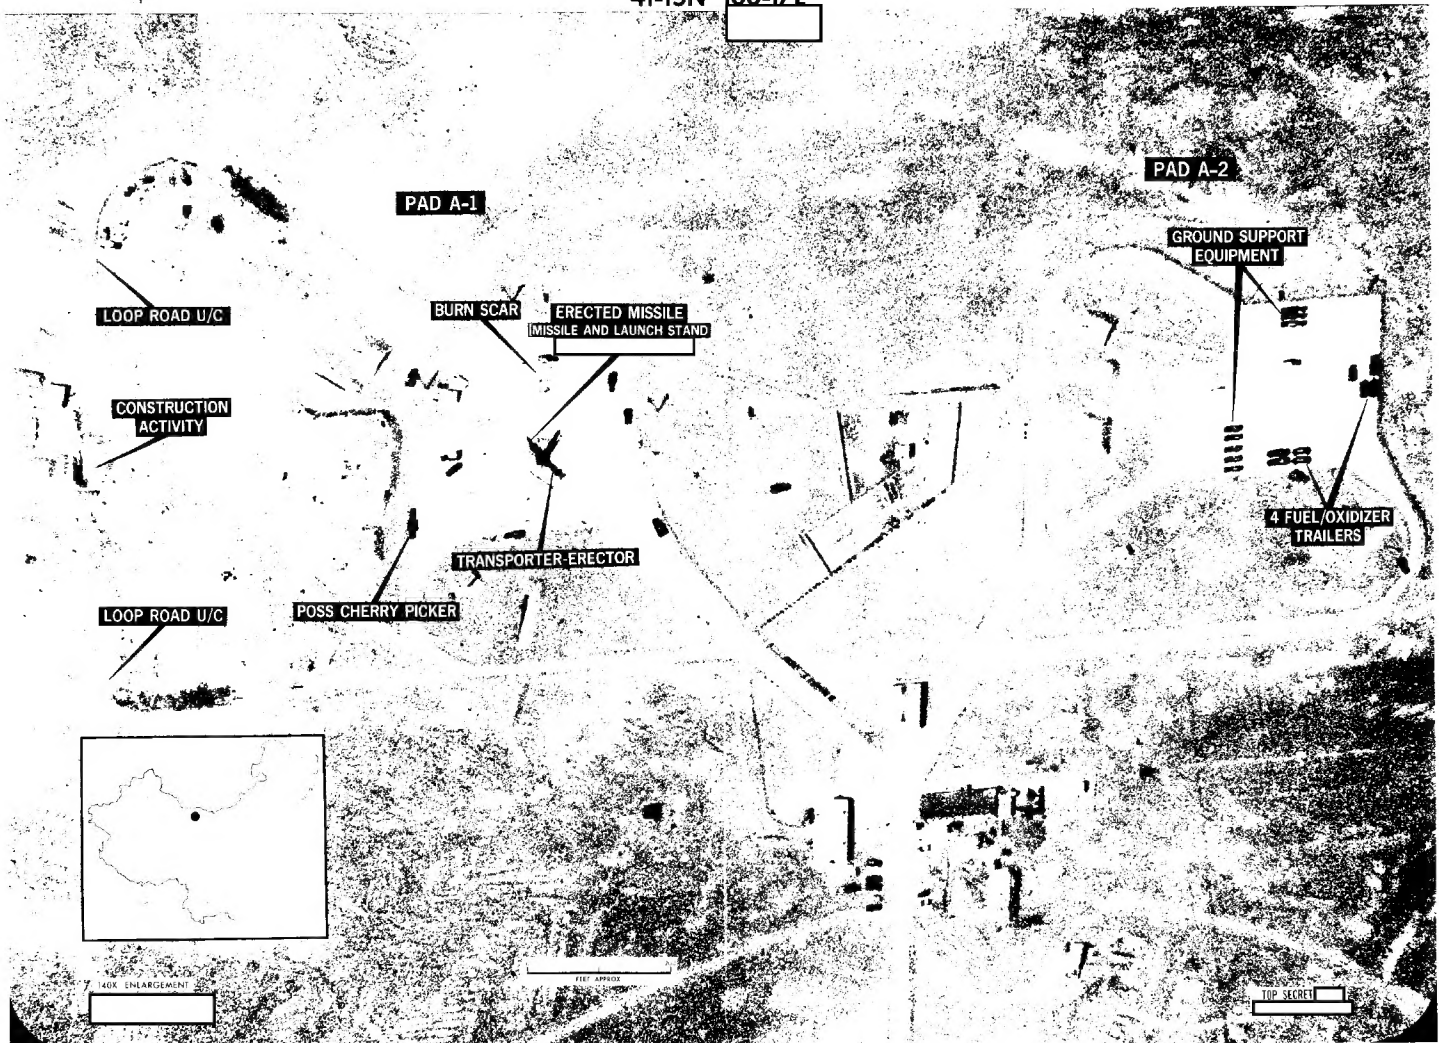 PAD A-2
PAD A-1
GROUND SUPPORT
EQUIPMENT
LOOP ROAD U/C
BURN SCAR
ERECTED MISSILE
MISSILE AND LAUNCH STAND
CONSTRUCTION
ACTIVITY
4 FUEL/OXIDIZER
TRAILERS
TRANSPORTER-ERECTOR
POSS CHERRY PICKER
LOOP ROAD U/C
FEET APPROX
140X ENLARGEMENT
TOP SECRET